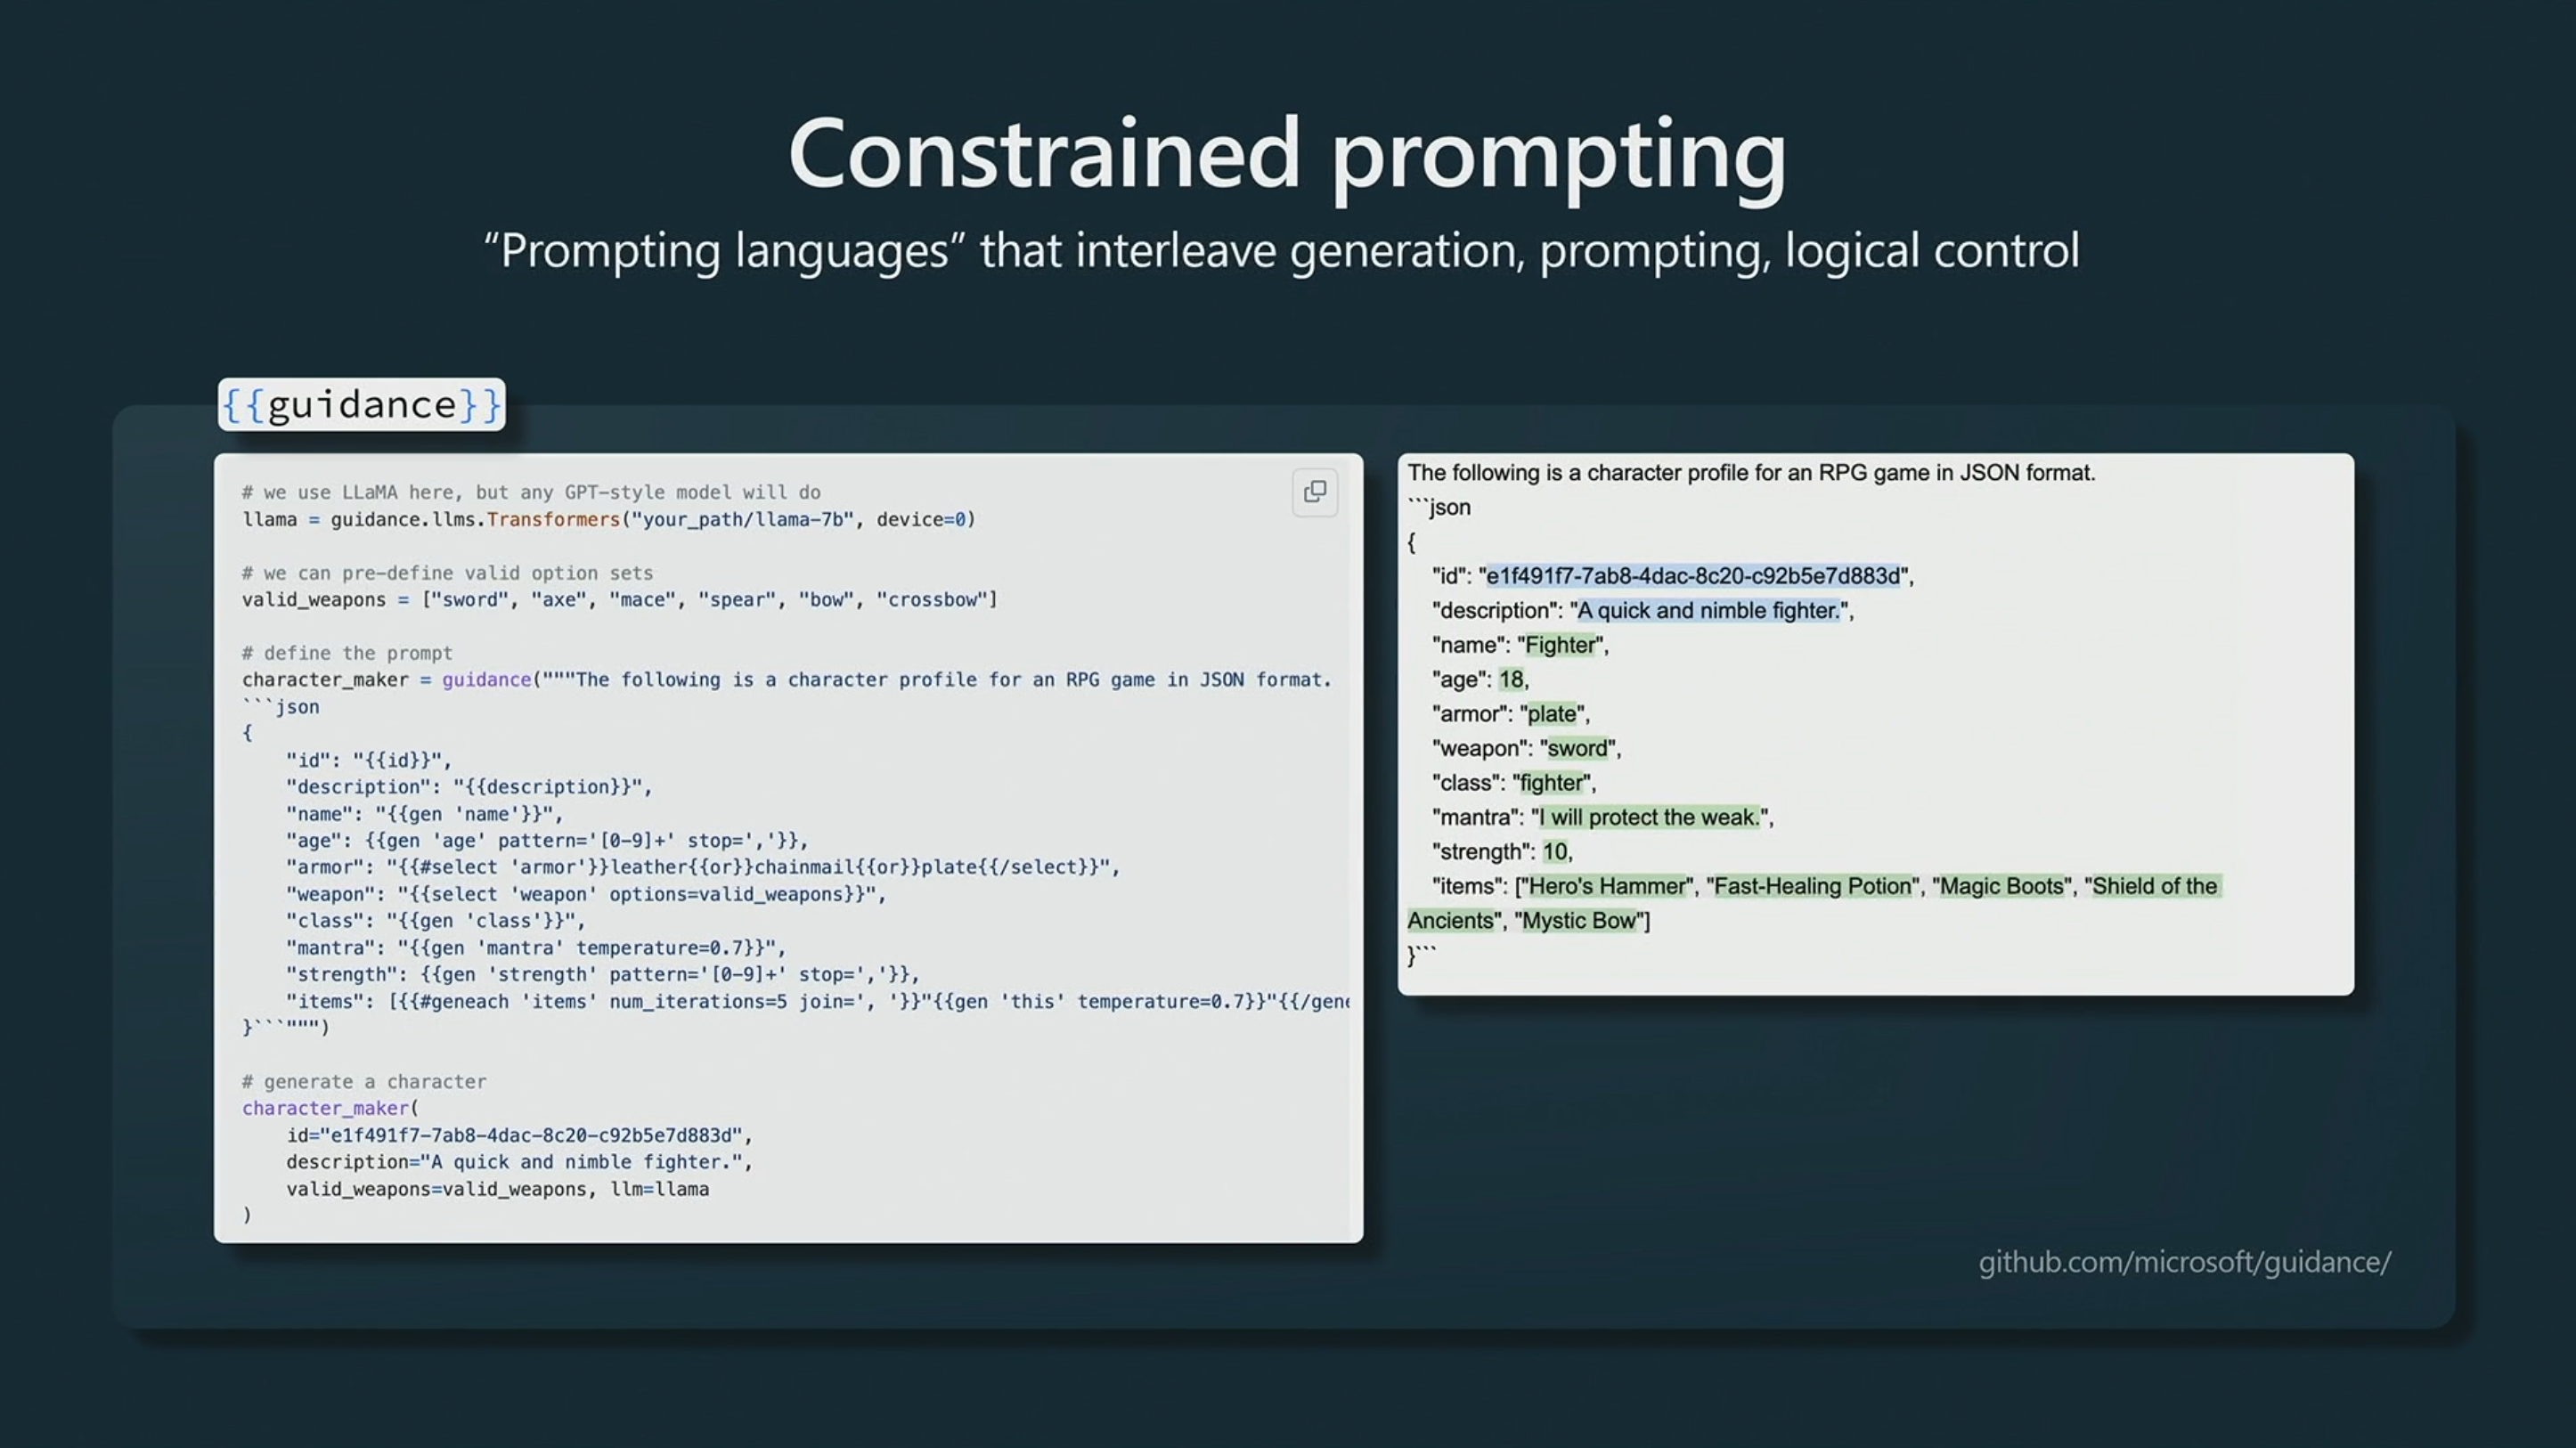 Constrained prompting
“Prompting languages” that interleave generation, prompting, logical control
{{guidance}}
# we use LLaMA here, but any GPT-style model will do
llama = guidance.llms.Transformers("your_path/llama-7b", device=0)
# we can pre-define valid option sets
valid_weapons = ["sword", "axe", "mace", "spear", "bow", "crossbow"]
# define the prompt
character_maker = guidance("""The following is a character profile for an RPG game in JSON format.
```json
{
    "id": "{{id}}",
    "description": "{{description}}",
    "name": "{{gen 'name'}}",
    "age": {{gen 'age' pattern='[0-9]+' stop=','}},
    "armor": "{{#select 'armor'}}leather{{or}}chainmail{{or}}plate{{/select}}",
    "weapon": "{{select 'weapon' options=valid_weapons}}",
    "class": "{{gen 'class'}}",
    "mantra": "{{gen 'mantra' temperature=0.7}}",
    "strength": {{gen 'strength' pattern='[0-9]+' stop=','}},
    "items": [{{#geneach 'items' num_iterations=5 join=', '}}"{{gen 'this' temperature=0.7}}"{{/gene
}```""")
# generate a character
character_maker(
    id="e1f491f7-7ab8-4dac-8c20-c92b5e7d883d",
    description="A quick and nimble fighter.",
    valid_weapons=valid_weapons, llm=llama
)
The following is a character profile for an RPG game in JSON format.
```json
{
    "id": "e1f491f7-7ab8-4dac-8c20-c92b5e7d883d",
    "description": "A quick and nimble fighter.",
    "name": "Fighter",
    "age": 18,
    "armor": "plate",
    "weapon": "sword",
    "class": "fighter",
    "mantra": "I will protect the weak.",
    "strength": 10,
    "items": ["Hero's Hammer", "Fast-Healing Potion", "Magic Boots", "Shield of the
Ancients", "Mystic Bow"]
}```
github.com/microsoft/guidance/